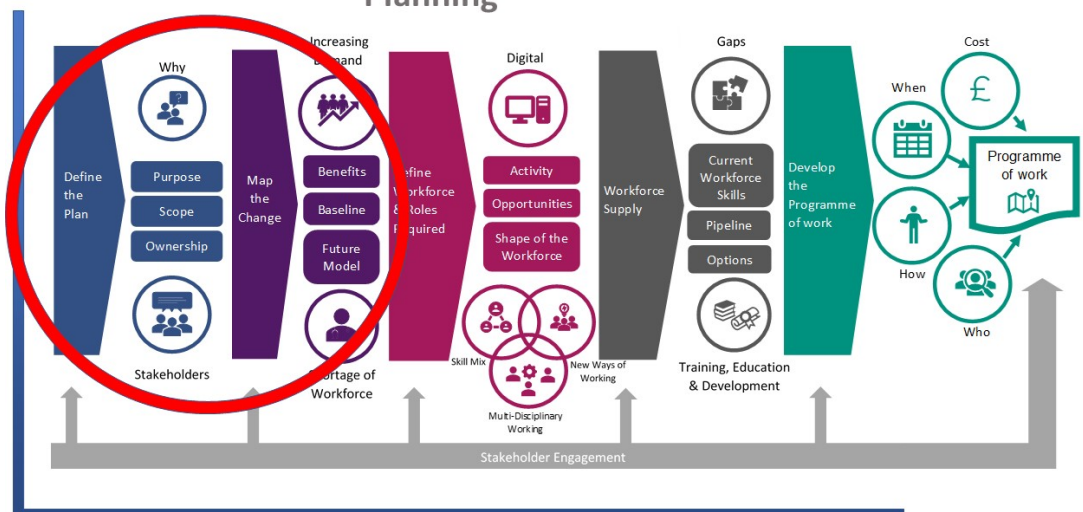 Planning
Define
the
Plan
Why
Purpose
Scope
Ownership
Stakeholders
Map
the
Change
Increasing
Demand
Benefits
Baseline
Future
Model
Shortage of
Workforce
Define
Workforce
& Roles
Required
Digital
Activity
Opportunities
Shape of the
Workforce
Skill Mix
New Ways of
Working
Multi-Disciplinary
Working
Workforce
Supply
Gaps
Current
Workforce
Skills
Pipeline
Options
Training, Education
& Development
Develop
the
Programme
of work
Cost
£
When
How
Who
Programme
of work
Stakeholder Engagement